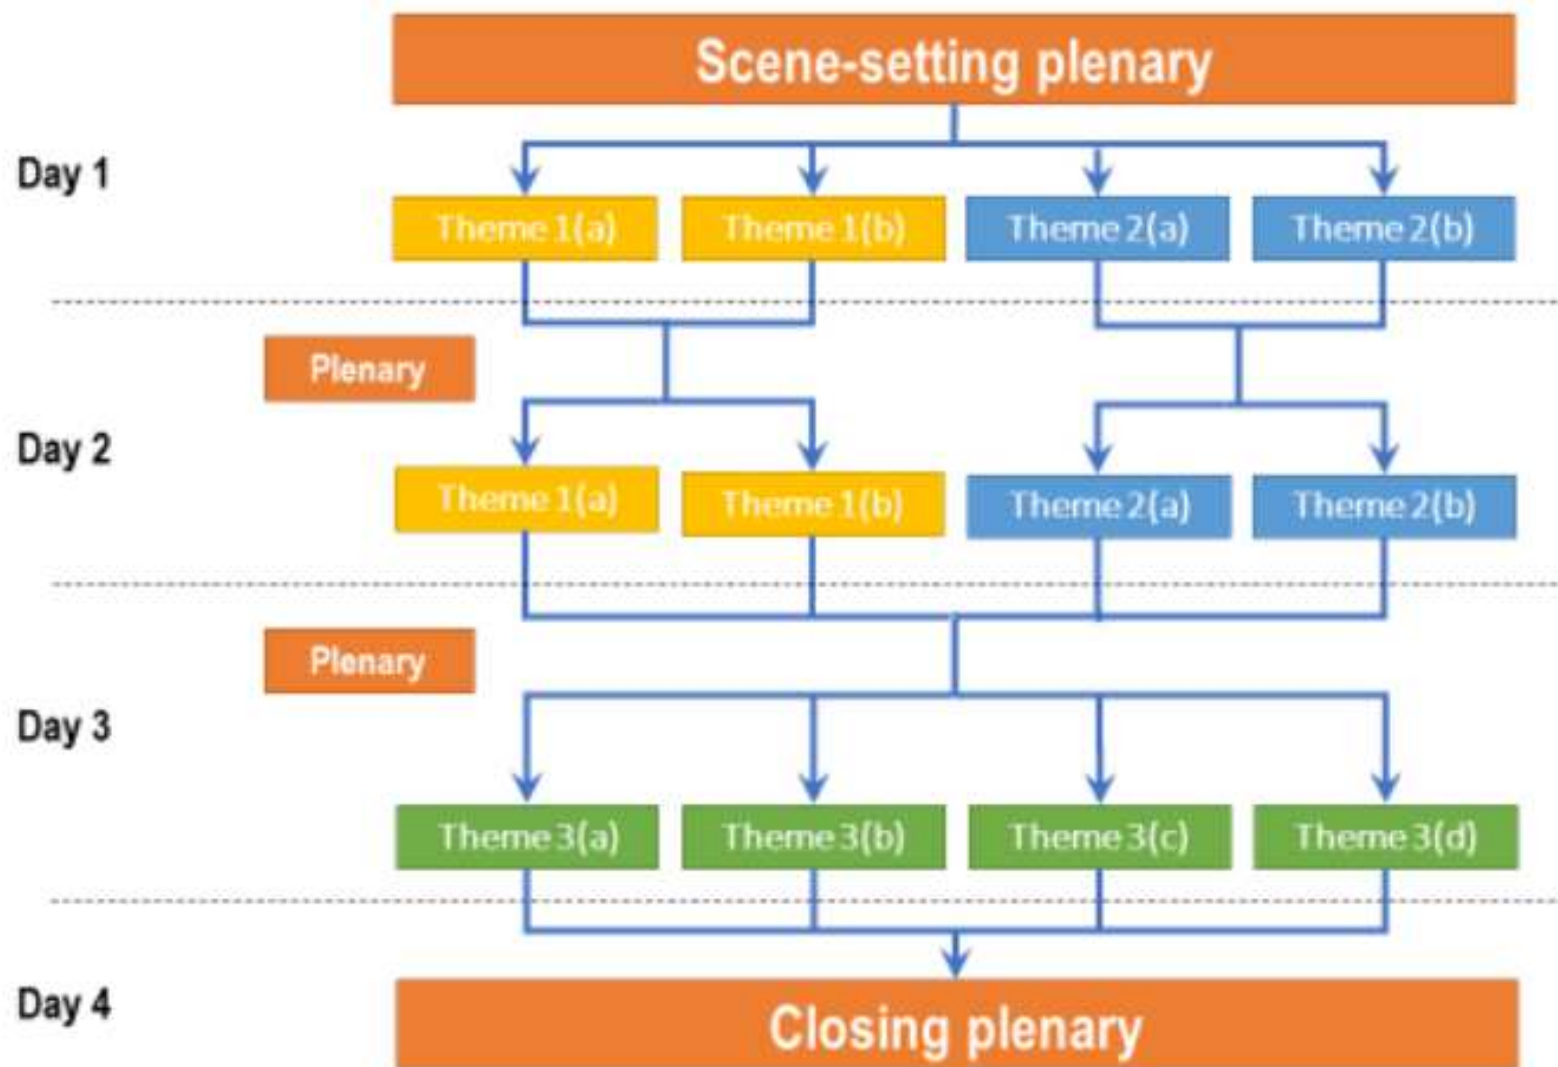 Scene-setting plenary
Day 1
Theme 1(a) Theme 1(b) Theme 2(a) Theme 2(b)
Plenary
Day 2
Theme 1(a) Theme 1(b) Theme 2(a) Theme 2(b)
Plenary
Day 3
Theme 3(a) Theme 3(b) Theme 3(c) Theme 3(d)
Day 4
Closing plenary